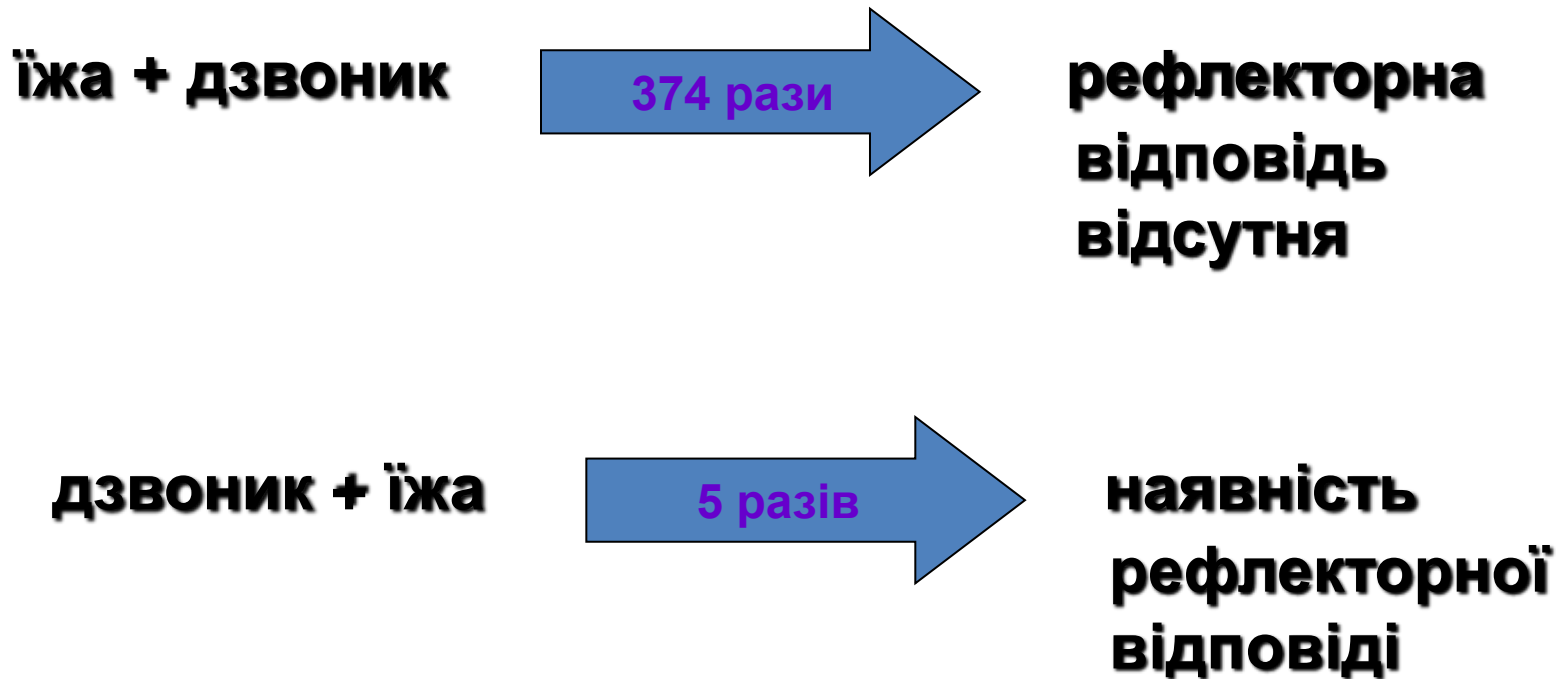 їжа + дзвоник
374 рази
рефлекторна
відповідь
відсутня
дзвоник + їжа
5 разів
наявність
рефлекторної
відповіді